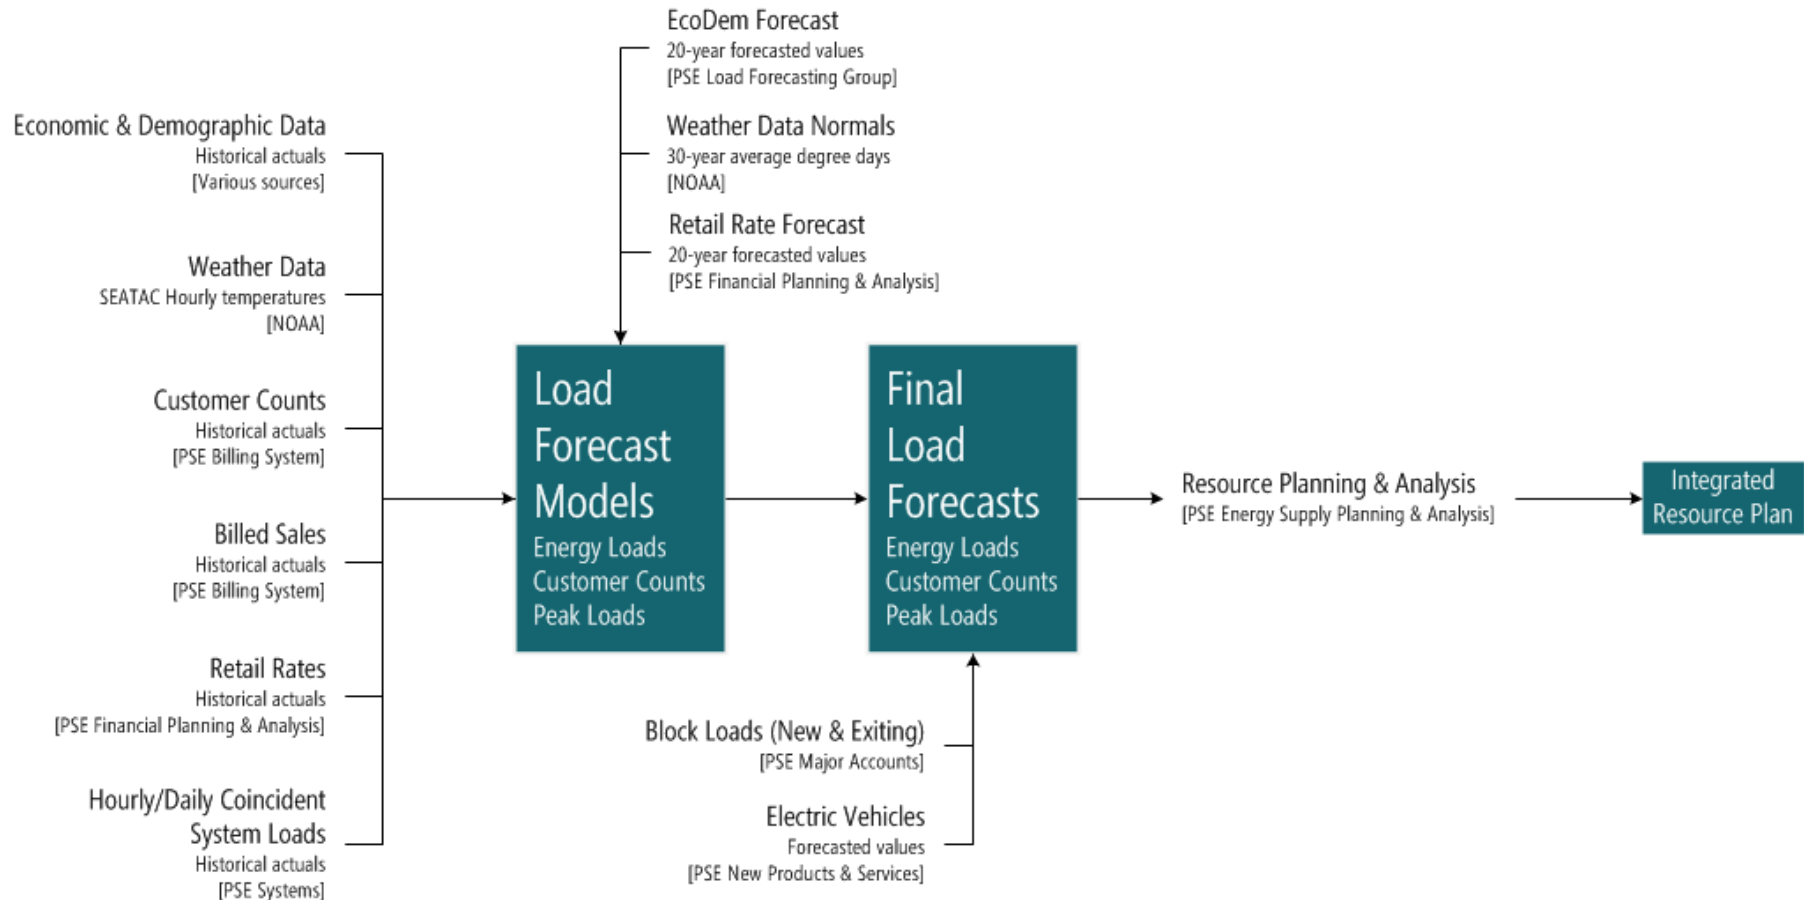 EcoDem Forecast
20-year forecasted values
[PSE Load Forecasting Group]
Weather Data Normals
30-year average degree days
[NOAA]
Retail Rate Forecast
20-year forecasted values
[PSE Financial Planning & Analysis]
Economic & Demographic Data
Historical actuals
[Various sources]
Weather Data
SEATAC Hourly temperatures
[NOAA]
Customer Counts
Historical actuals
[PSE Billing System]
Billed Sales
Historical actuals
[PSE Billing System]
Retail Rates
Historical actuals
[PSE Financial Planning & Analysis]
Hourly/Daily Coincident
System Loads
Historical actuals
[PSE Systems]
Load
Forecast
Models
Energy Loads
Customer Counts
Peak Loads
Final
Load
Forecasts
Energy Loads
Customer Counts
Peak Loads
Block Loads (New & Exiting)
[PSE Major Accounts]
Electric Vehicles
Forecasted values
[PSE New Products & Services]
Resource Planning & Analysis
[PSE Energy Supply Planning & Analysis]
Integrated
Resource Plan